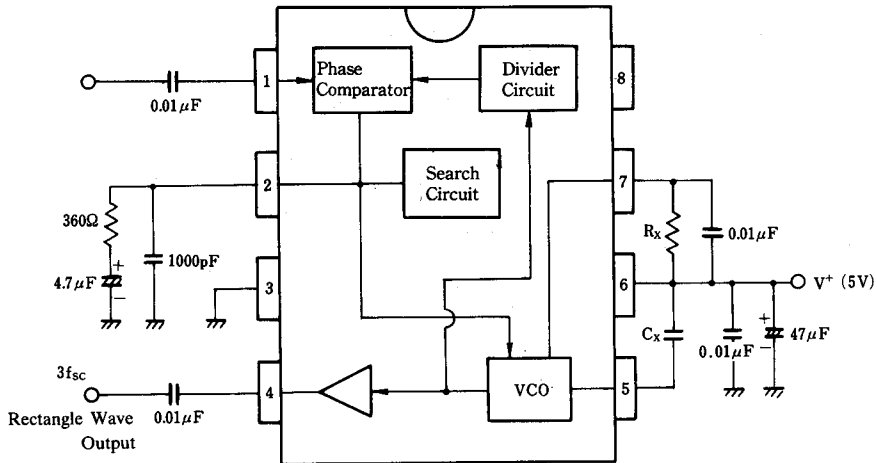 1
Phase
Comparator
Divider
Circuit
8
0.01μF
2
Search
Circuit
7
360Ω
1000pF
4.7μF
+
−
Rx
0.01μF
3
6
V⁺ (5V)
Cx
0.01μF
+
−
47μF
3fsc
4
VCO
5
0.01μF
Rectangle Wave
Output